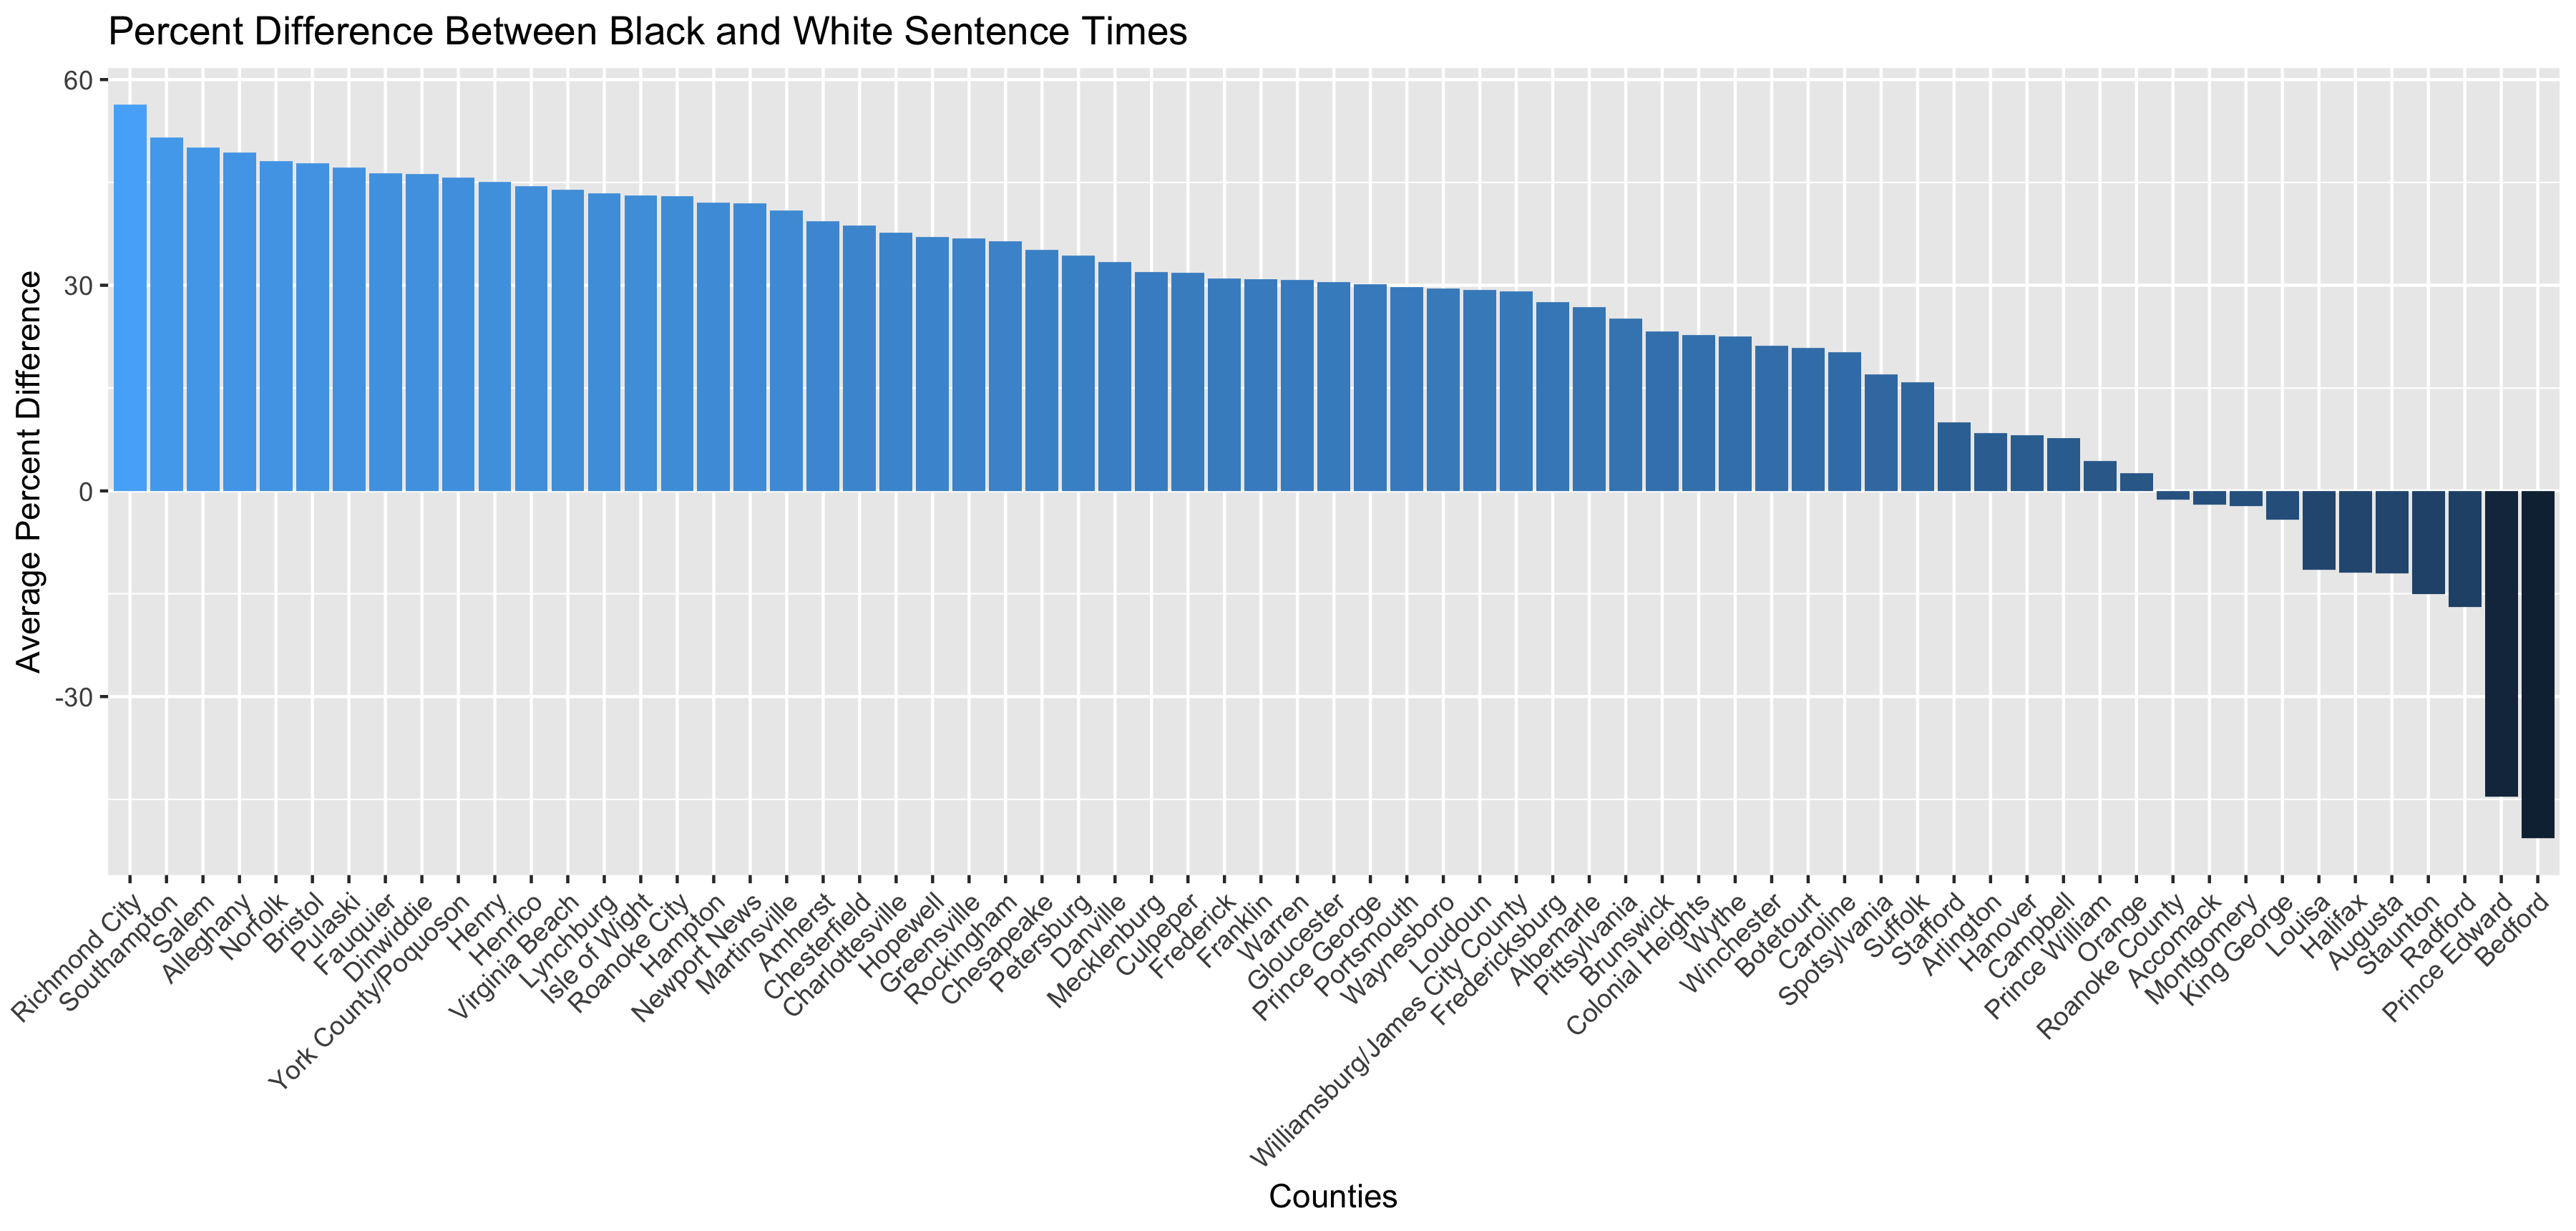 Percent Difference Between Black and White Sentence Times
Average Percent Difference
60
30
0
-30
Richmond City
Southampton
Salem
Alleghany
Norfolk
Bristol
Pulaski
Fauquier
Dinwiddie
York County/Poquoson
Henry
Henrico
Virginia Beach
Lynchburg
Isle of Wight
Roanoke City
Hampton
Newport News
Martinsville
Amherst
Chesterfield
Charlottesville
Hopewell
Greensville
Rockingham
Chesapeake
Petersburg
Danville
Mecklenburg
Culpeper
Frederick
Franklin
Warren
Gloucester
Prince George
Portsmouth
Waynesboro
Loudoun
Williamsburg/James City County
Fredericksburg
Albemarle
Pittsylvania
Brunswick
Colonial Heights
Wythe
Winchester
Botetourt
Caroline
Spotsylvania
Suffolk
Stafford
Arlington
Hanover
Campbell
Prince William
Orange
Roanoke County
Accomack
Montgomery
King George
Louisa
Halifax
Augusta
Staunton
Radford
Prince Edward
Bedford
Counties